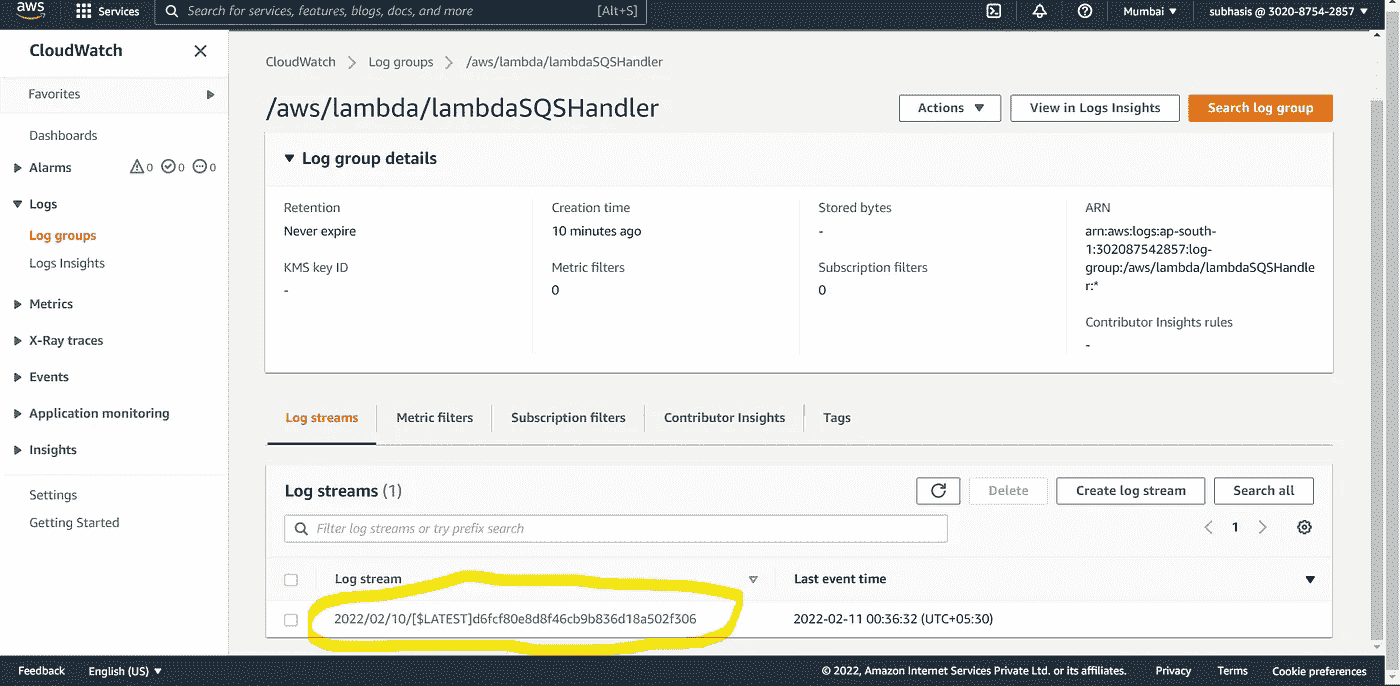 aws
Services
Search for services, features, blogs, docs, and more
[Alt+S]
Mumbai
subhasis @ 3020-8754-2857
CloudWatch
Favorites
Dashboards
Alarms
0
0
0
Logs
Log groups
Logs Insights
Metrics
X-Ray traces
Events
Application monitoring
Insights
Settings
Getting Started
CloudWatch
Log groups
/aws/lambda/lambdaSQSHandler
/aws/lambda/lambdaSQSHandler
Actions
View in Logs Insights
Search log group
Log group details
Retention
Never expire
KMS key ID
-
Creation time
10 minutes ago
Metric filters
0
Stored bytes
-
Subscription filters
0
ARN
arn:aws:logs:ap-south-
1:302087542857:log-
group:/aws/lambda/lambdaSQSHandle
r:*
Contributor Insights rules
-
Log streams
Metric filters
Subscription filters
Contributor Insights
Tags
Log streams (1)
Delete
Create log stream
Search all
Filter log streams or try prefix search
1
Log stream
Last event time
2022/02/10/[$LATEST]d6fcf80e8d8f46cb9b836d18a502f306
2022-02-11 00:36:32 (UTC+05:30)
Feedback
English (US)
© 2022, Amazon Internet Services Private Ltd. or its affiliates.
Privacy
Terms
Cookie preferences